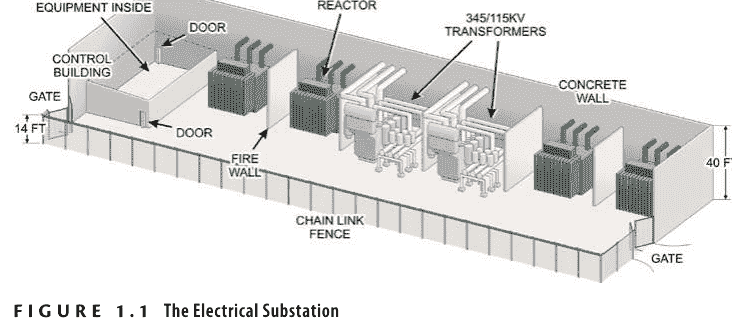 EQUIPMENT INSIDE
REACTOR
345/115KV
TRANSFORMERS
DOOR
CONTROL
BUILDING
CONCRETE
WALL
GATE
14 FT
DOOR
FIRE
WALL
40 FT
CHAIN LINK
FENCE
GATE
FIGURE 1.1 The Electrical Substation